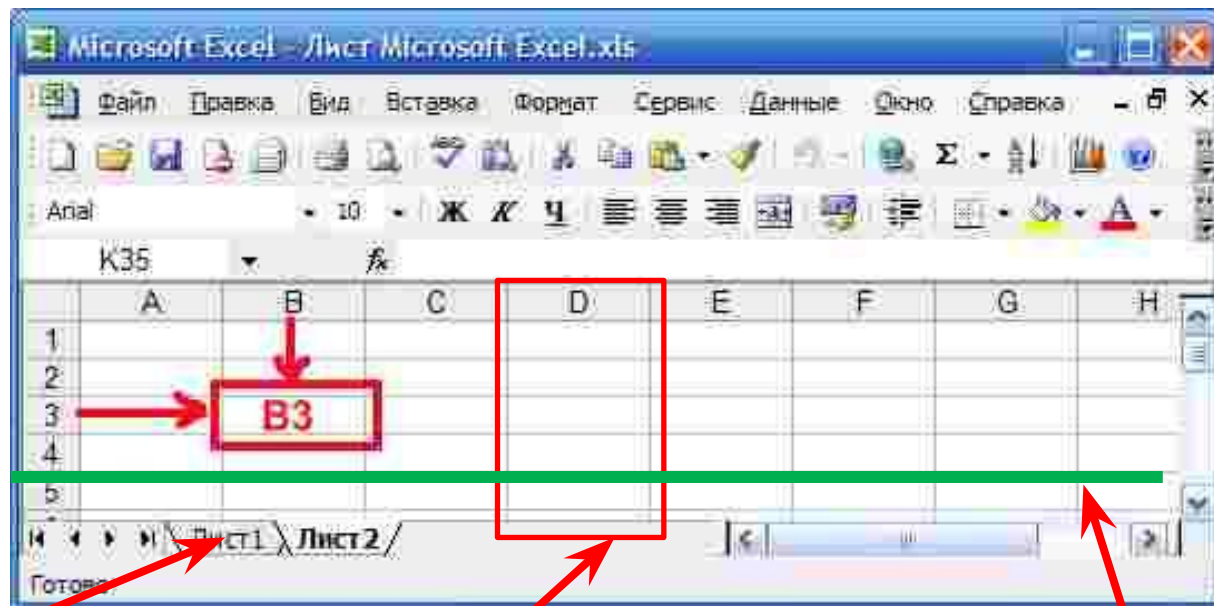 Microsoft Excel - Лист Microsoft Excel.xls
Файл Правка Вид Вставка Формат Сервис Данные Окно Справка
Arial 10 Ж К Ч А
K35 fx
A B C D E F G H
1
2
3 B3
4
5
Лист1 Лист2
Готово